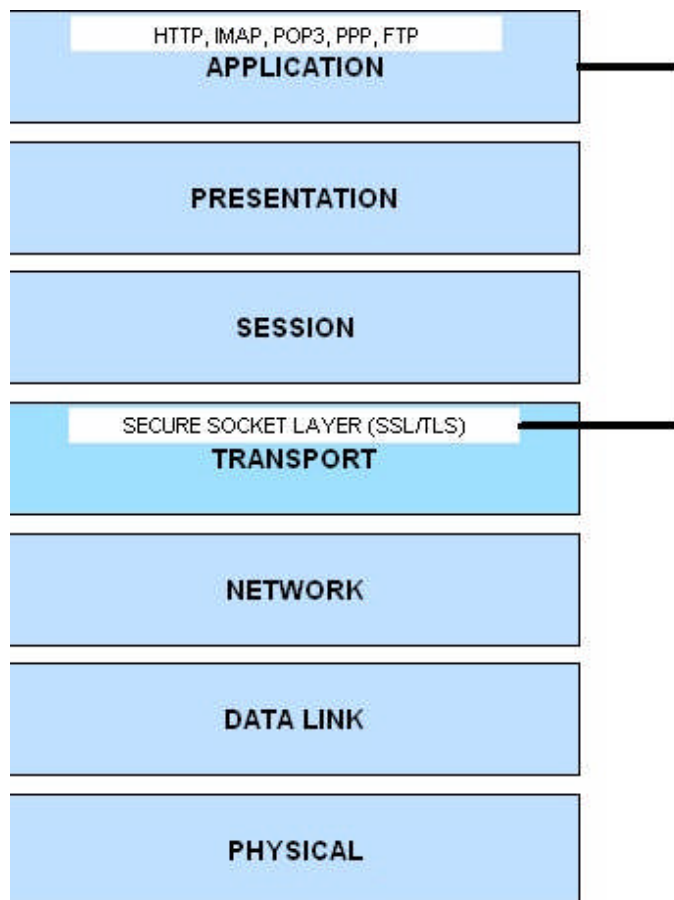 HTTP, IMAP, POP3, PPP, FTP
APPLICATION
PRESENTATION
SESSION
SECURE SOCKET LAYER (SSL/TLS)
TRANSPORT
NETWORK
DATA LINK
PHYSICAL